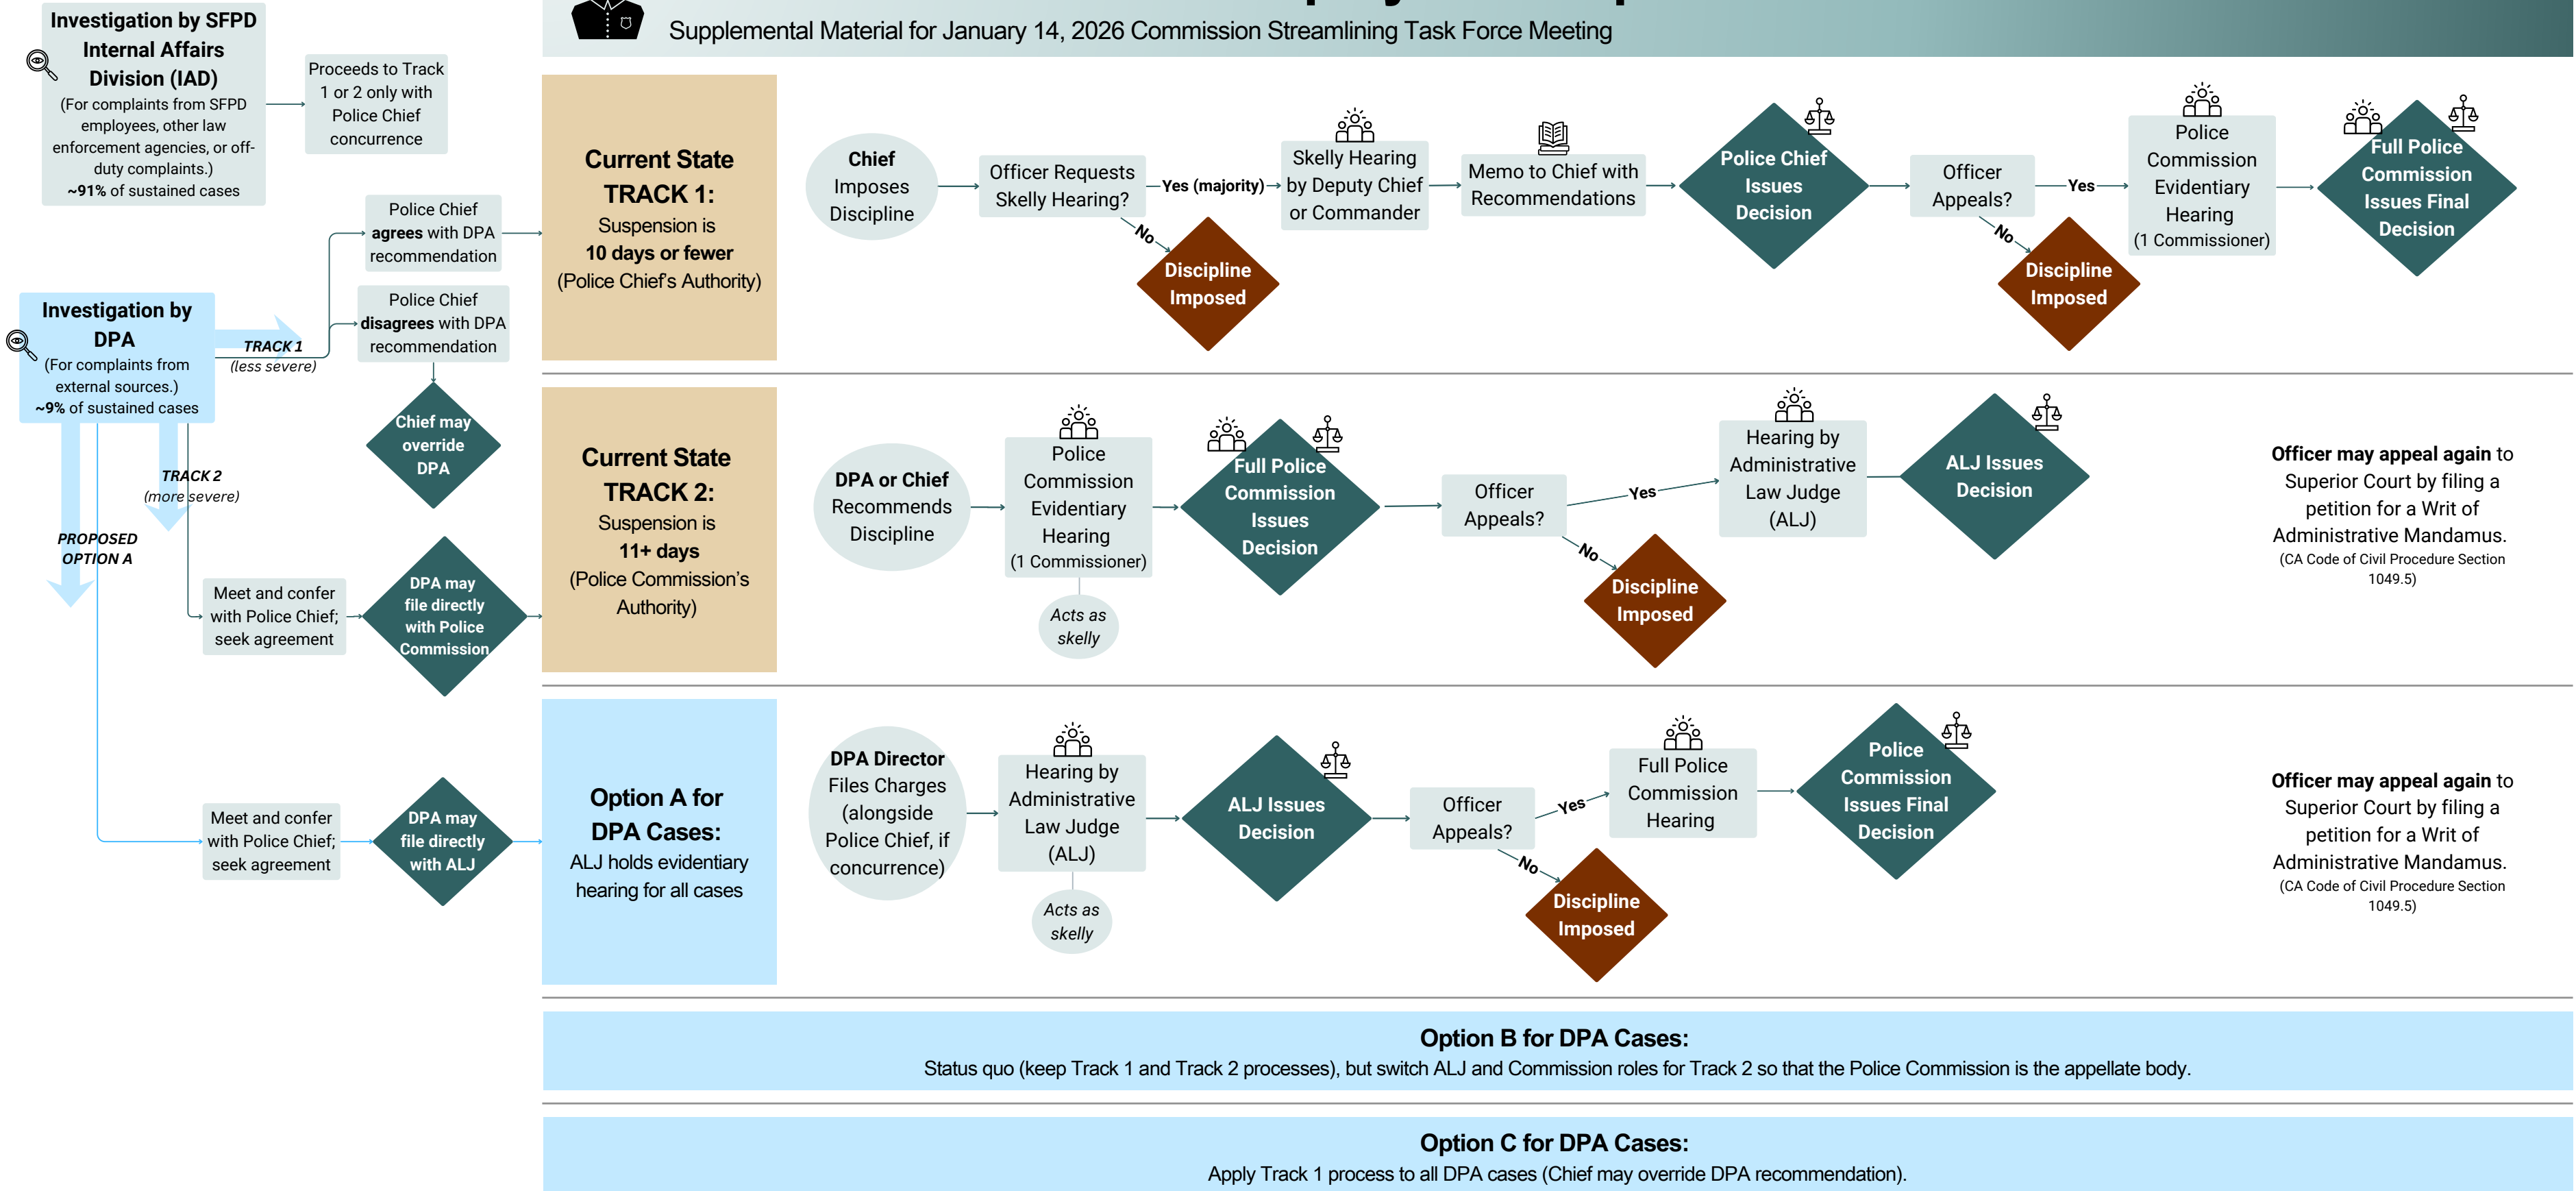 Supplemental Material for January 14, 2026 Commission Streamlining Task Force Meeting
Investigation by SFPD
Internal Affairs
Division (IAD)
(For complaints from SFPD
employees, other law
enforcement agencies, or off-
duty complaints.)
~91% of sustained cases
Proceeds to Track
1 or 2 only with
Police Chief
concurrence
Police Chief
agrees with DPA
recommendation
Police Chief
disagrees with DPA
recommendation
Chief may
override
DPA
Investigation by
DPA
(For complaints from
external sources.)
~9% of sustained cases
TRACK 1
(less severe)
TRACK 2
(more severe)
PROPOSED
OPTION A
Meet and confer
with Police Chief;
seek agreement
DPA may
file directly
with Police
Commission
Meet and confer
with Police Chief;
seek agreement
DPA may
file directly
with ALJ
Current State
TRACK 1:
Suspension is
10 days or fewer
(Police Chief's Authority)
Chief
Imposes
Discipline
Officer Requests
Skelly Hearing?
Yes (majority)
No
Discipline
Imposed
Skelly Hearing
by Deputy Chief
or Commander
Memo to Chief with
Recommendations
Police Chief
Issues
Decision
Officer
Appeals?
Yes
No
Discipline
Imposed
Police
Commission
Evidentiary
Hearing
(1 Commissioner)
Full Police
Commission
Issues Final
Decision
Current State
TRACK 2:
Suspension is
11+ days
(Police Commission's
Authority)
DPA or Chief
Recommends
Discipline
Police
Commission
Evidentiary
Hearing
(1 Commissioner)
Acts as
skelly
Full Police
Commission
Issues
Decision
Officer
Appeals?
Yes
No
Discipline
Imposed
Hearing by
Administrative
Law Judge
(ALJ)
ALJ Issues
Decision
Officer may appeal again to
Superior Court by filing a
petition for a Writ of
Administrative Mandamus.
(CA Code of Civil Procedure Section
1049.5)
Option A for
DPA Cases:
ALJ holds evidentiary
hearing for all cases
DPA Director
Files Charges
(alongside
Police Chief, if
concurrence)
Hearing by
Administrative
Law Judge
(ALJ)
Acts as
skelly
ALJ Issues
Decision
Officer
Appeals?
Yes
No
Discipline
Imposed
Full Police
Commission
Hearing
Police
Commission
Issues Final
Decision
Officer may appeal again to
Superior Court by filing a
petition for a Writ of
Administrative Mandamus.
(CA Code of Civil Procedure Section
1049.5)
Option B for DPA Cases:
Status quo (keep Track 1 and Track 2 processes), but switch ALJ and Commission roles for Track 2 so that the Police Commission is the appellate body.
Option C for DPA Cases:
Apply Track 1 process to all DPA cases (Chief may override DPA recommendation).